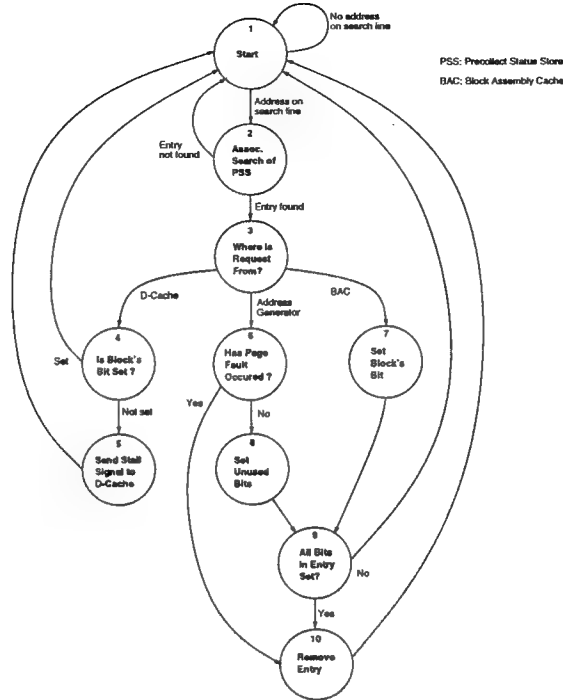 No address
on search line
1
Start
PSS: Precollect Status Store
BAC: Block Assembly Cache
Address on
search line
2
Assoc.
Search of
PSS
Entry
not found
Entry found
3
Where is
Request
From?
D-Cache
Address
Generator
BAC
4
Is Block's
Bit Set ?
6
Has Page
Fault
Occured ?
7
Set
Block's
Bit
Set
Not set
Yes
No
5
Send Stall
Signal to
D-Cache
8
Set
Unused
Bits
9
All Bits
in Entry
Set?
No
Yes
10
Remove
Entry